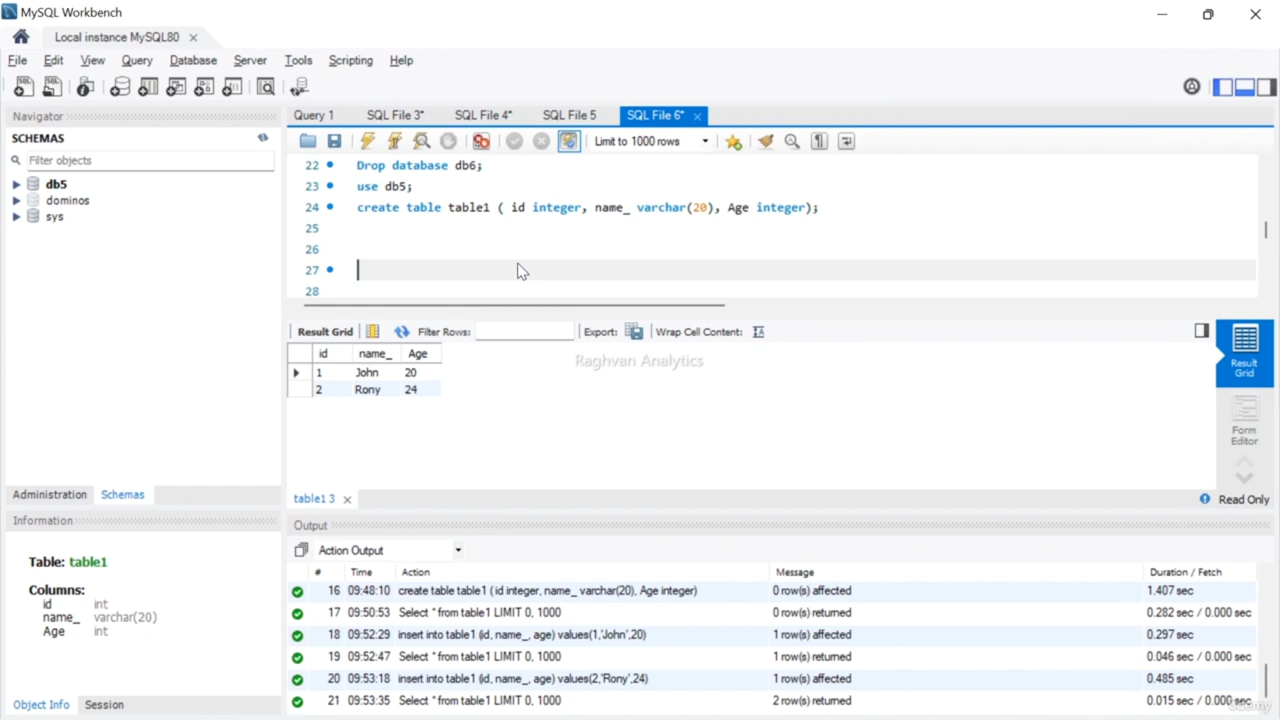 MySQL Workbench
Local instance MySQL80
File Edit View Query Database Server Tools Scripting Help
Navigator
SCHEMAS
Filter objects
db5
dominos
sys
Administration Schemas
Information
Table: table1
Columns:
id int
name_ varchar(20)
Age int
Object Info Session
Query 1 SQL File 3* SQL File 4* SQL File 5 SQL File 6*
Limit to 1000 rows
22 Drop database db6;
23 use db5;
24 create table table1 ( id integer, name_ varchar(20), Age integer);
25
26
27
28
Result Grid Filter Rows: Export: Wrap Cell Content:
Raghvan Analytics
id name_ Age
1 John 20
2 Rony 24
Result
Grid
Form
Editor
table1 3
Read Only
Output
Action Output
# Time Action Message Duration / Fetch
16 09:48:10 create table table1 ( id integer, name_ varchar(20), Age integer) 0 row(s) affected 1.407 sec
17 09:50:53 Select * from table1 LIMIT 0, 1000 0 row(s) returned 0.282 sec / 0.000 sec
18 09:52:29 insert into table1 (id, name_, age) values(1,'John',20) 1 row(s) affected 0.297 sec
19 09:52:47 Select * from table1 LIMIT 0, 1000 1 row(s) returned 0.046 sec / 0.000 sec
20 09:53:18 insert into table1 (id, name_, age) values(2,'Rony',24) 1 row(s) affected 0.485 sec
21 09:53:35 Select * from table1 LIMIT 0, 1000 2 row(s) returned 0.015 sec / 0.000 sec
udemy